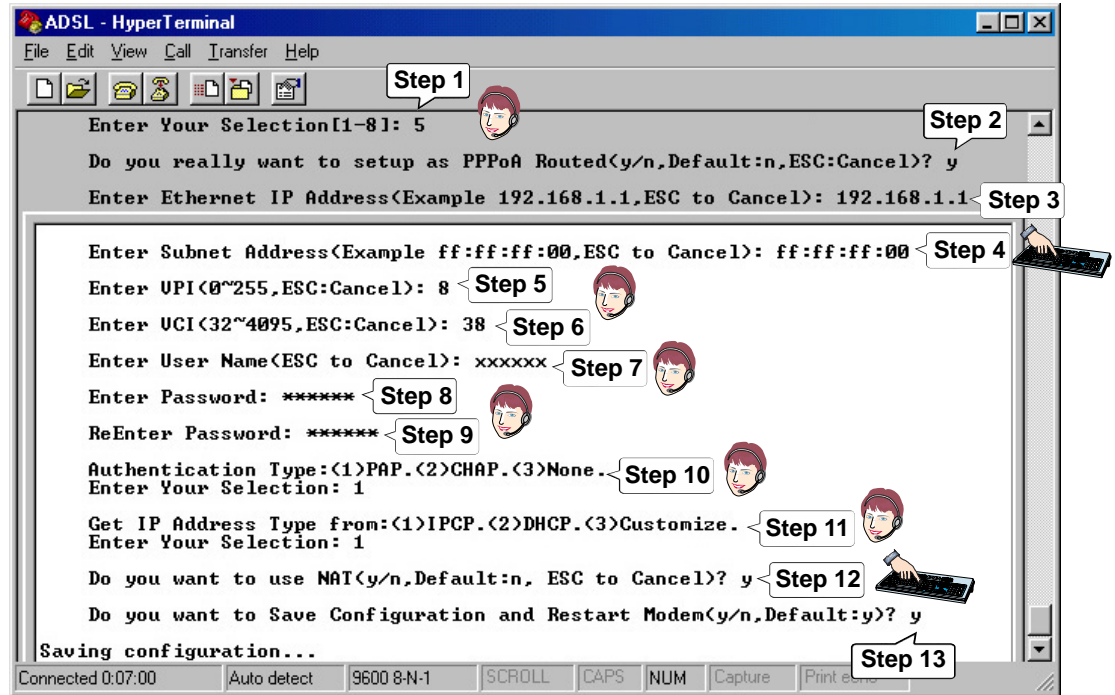 ADSL - HyperTerminal
File Edit View Call Transfer Help
Step 1
Enter Your Selection[1-8]: 5
Step 2
Do you really want to setup as PPPoA Routed(y/n,Default:n,ESC:Cancel)? y
Enter Ethernet IP Address(Example 192.168.1.1,ESC to Cancel): 192.168.1.1 Step 3
Enter Subnet Address(Example ff:ff:ff:00,ESC to Cancel): ff:ff:ff:00 Step 4
Enter VPI(0~255,ESC:Cancel): 8 Step 5
Enter VCI(32~4095,ESC:Cancel): 38 Step 6
Enter User Name(ESC to Cancel): xxxxxx Step 7
Enter Password: ****** Step 8
ReEnter Password: ****** Step 9
Authentication Type:(1)PAP.(2)CHAP.(3)None. Step 10
Enter Your Selection: 1
Get IP Address Type from:(1)IPCP.(2)DHCP.(3)Customize. Step 11
Enter Your Selection: 1
Do you want to use NAT(y/n,Default:n, ESC to Cancel)? y Step 12
Do you want to Save Configuration and Restart Modem(y/n,Default:y)? y
Step 13
Saving configuration...
Connected 0:07:00 Auto detect 9600 8-N-1 SCROLL CAPS NUM Capture Print echo